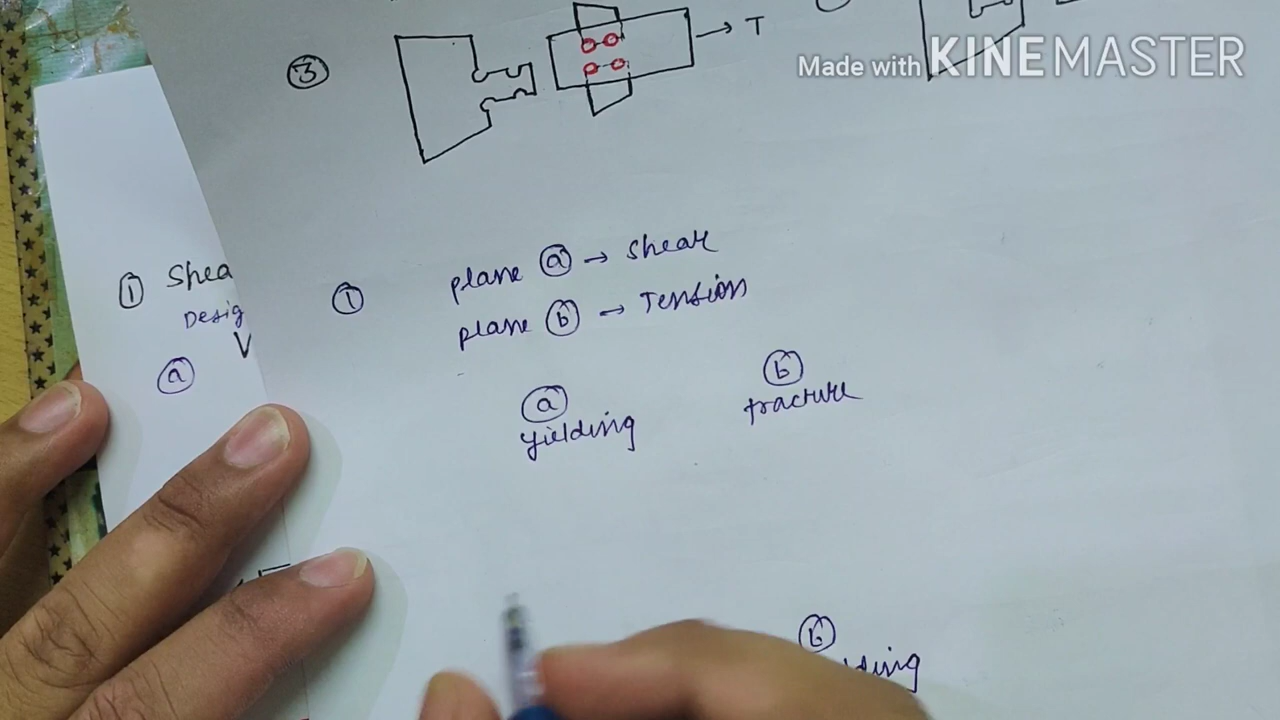 ③ → T
Made with KINEMASTER
① Shea
Desig
V
ⓐ
①
plane ⓐ → Shear
plane ⓑ → Tension
ⓐ
yielding
ⓑ
fracture
ⓑ